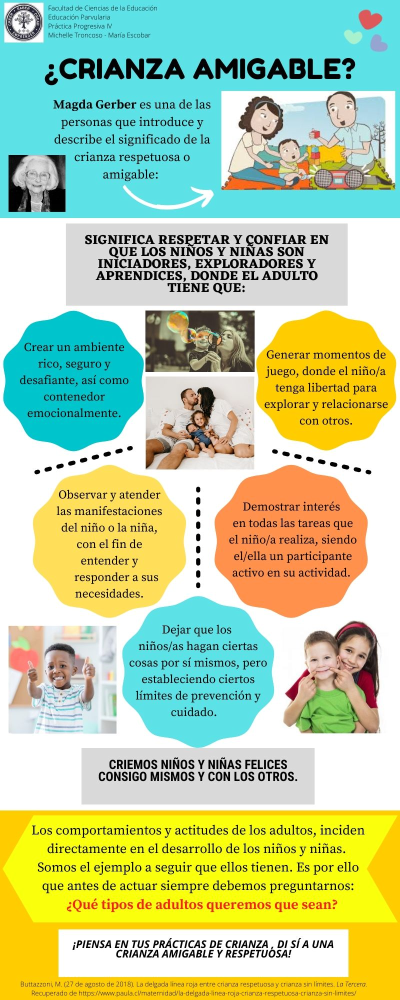 CREER SABER CREAR EMPRENDER
Facultad de Ciencias de la Educación
Educación Parvularia
Práctica Progresiva IV
Michelle Troncoso - María Escobar
¿CRIANZA AMIGABLE?
Magda Gerber es una de las
personas que introduce y
describe el significado de la
crianza respetuosa o
amigable:
SIGNIFICA RESPETAR Y CONFIAR EN
QUE LOS NIÑOS Y NIÑAS SON
INICIADORES, EXPLORADORES Y
APRENDICES, DONDE EL ADULTO
TIENE QUE:
Crear un ambiente
rico, seguro y
desafiante, así como
contenedor
emocionalmente.
Generar momentos de
juego, donde el niño/a
tenga libertad para
explorar y relacionarse
con otros.
Observar y atender
las manifestaciones
del niño o la niña,
con el fin de
entender y
responder a sus
necesidades.
Demostrar interés
en todas las tareas que
el niño/a realiza, siendo
el/ella un participante
activo en su actividad.
Dejar que los
niños/as hagan ciertas
cosas por sí mismos, pero
estableciendo ciertos
límites de prevención y
cuidado.
CRIEMOS NIÑOS Y NIÑAS FELICES
CONSIGO MISMOS Y CON LOS OTROS.
Los comportamientos y actitudes de los adultos, inciden
directamente en el desarrollo de los niños y niñas.
Somos el ejemplo a seguir que ellos tienen. Es por ello
que antes de actuar siempre debemos preguntarnos:
¿Qué tipos de adultos queremos que sean?
¡PIENSA EN TUS PRÁCTICAS DE CRIANZA , DI SÍ A UNA
CRIANZA AMIGABLE Y RESPETUOSA!
Buttazzoni, M. (27 de agosto de 2018). La delgada línea roja entre crianza respetuosa y crianza sin límites. La Tercera.
Recuperado de https://www.paula.cl/maternidad/la-delgada-linea-roja-crianza-respetuosa-crianza-sin-limites/